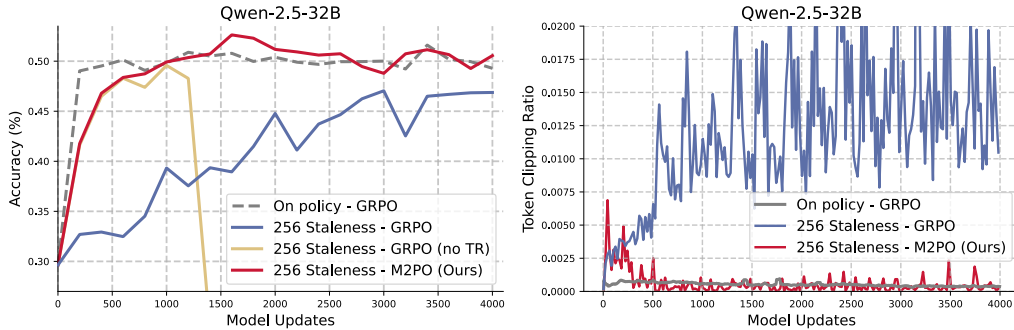 Qwen-2.5-32B
Accuracy (%)
0.50
0.45
0.40
0.35
0.30
On policy - GRPO
256 Staleness - GRPO
256 Staleness - GRPO (no TR)
256 Staleness - M2PO (Ours)
0 500 1000 1500 2000 2500 3000 3500 4000
Model Updates
Qwen-2.5-32B
Token Clipping Ratio
0.0200
0.0175
0.0150
0.0125
0.0100
0.0075
0.0050
0.0025
0.0000
On policy - GRPO
256 Staleness - GRPO
256 Staleness - M2PO (Ours)
0 500 1000 1500 2000 2500 3000 3500 4000
Model Updates